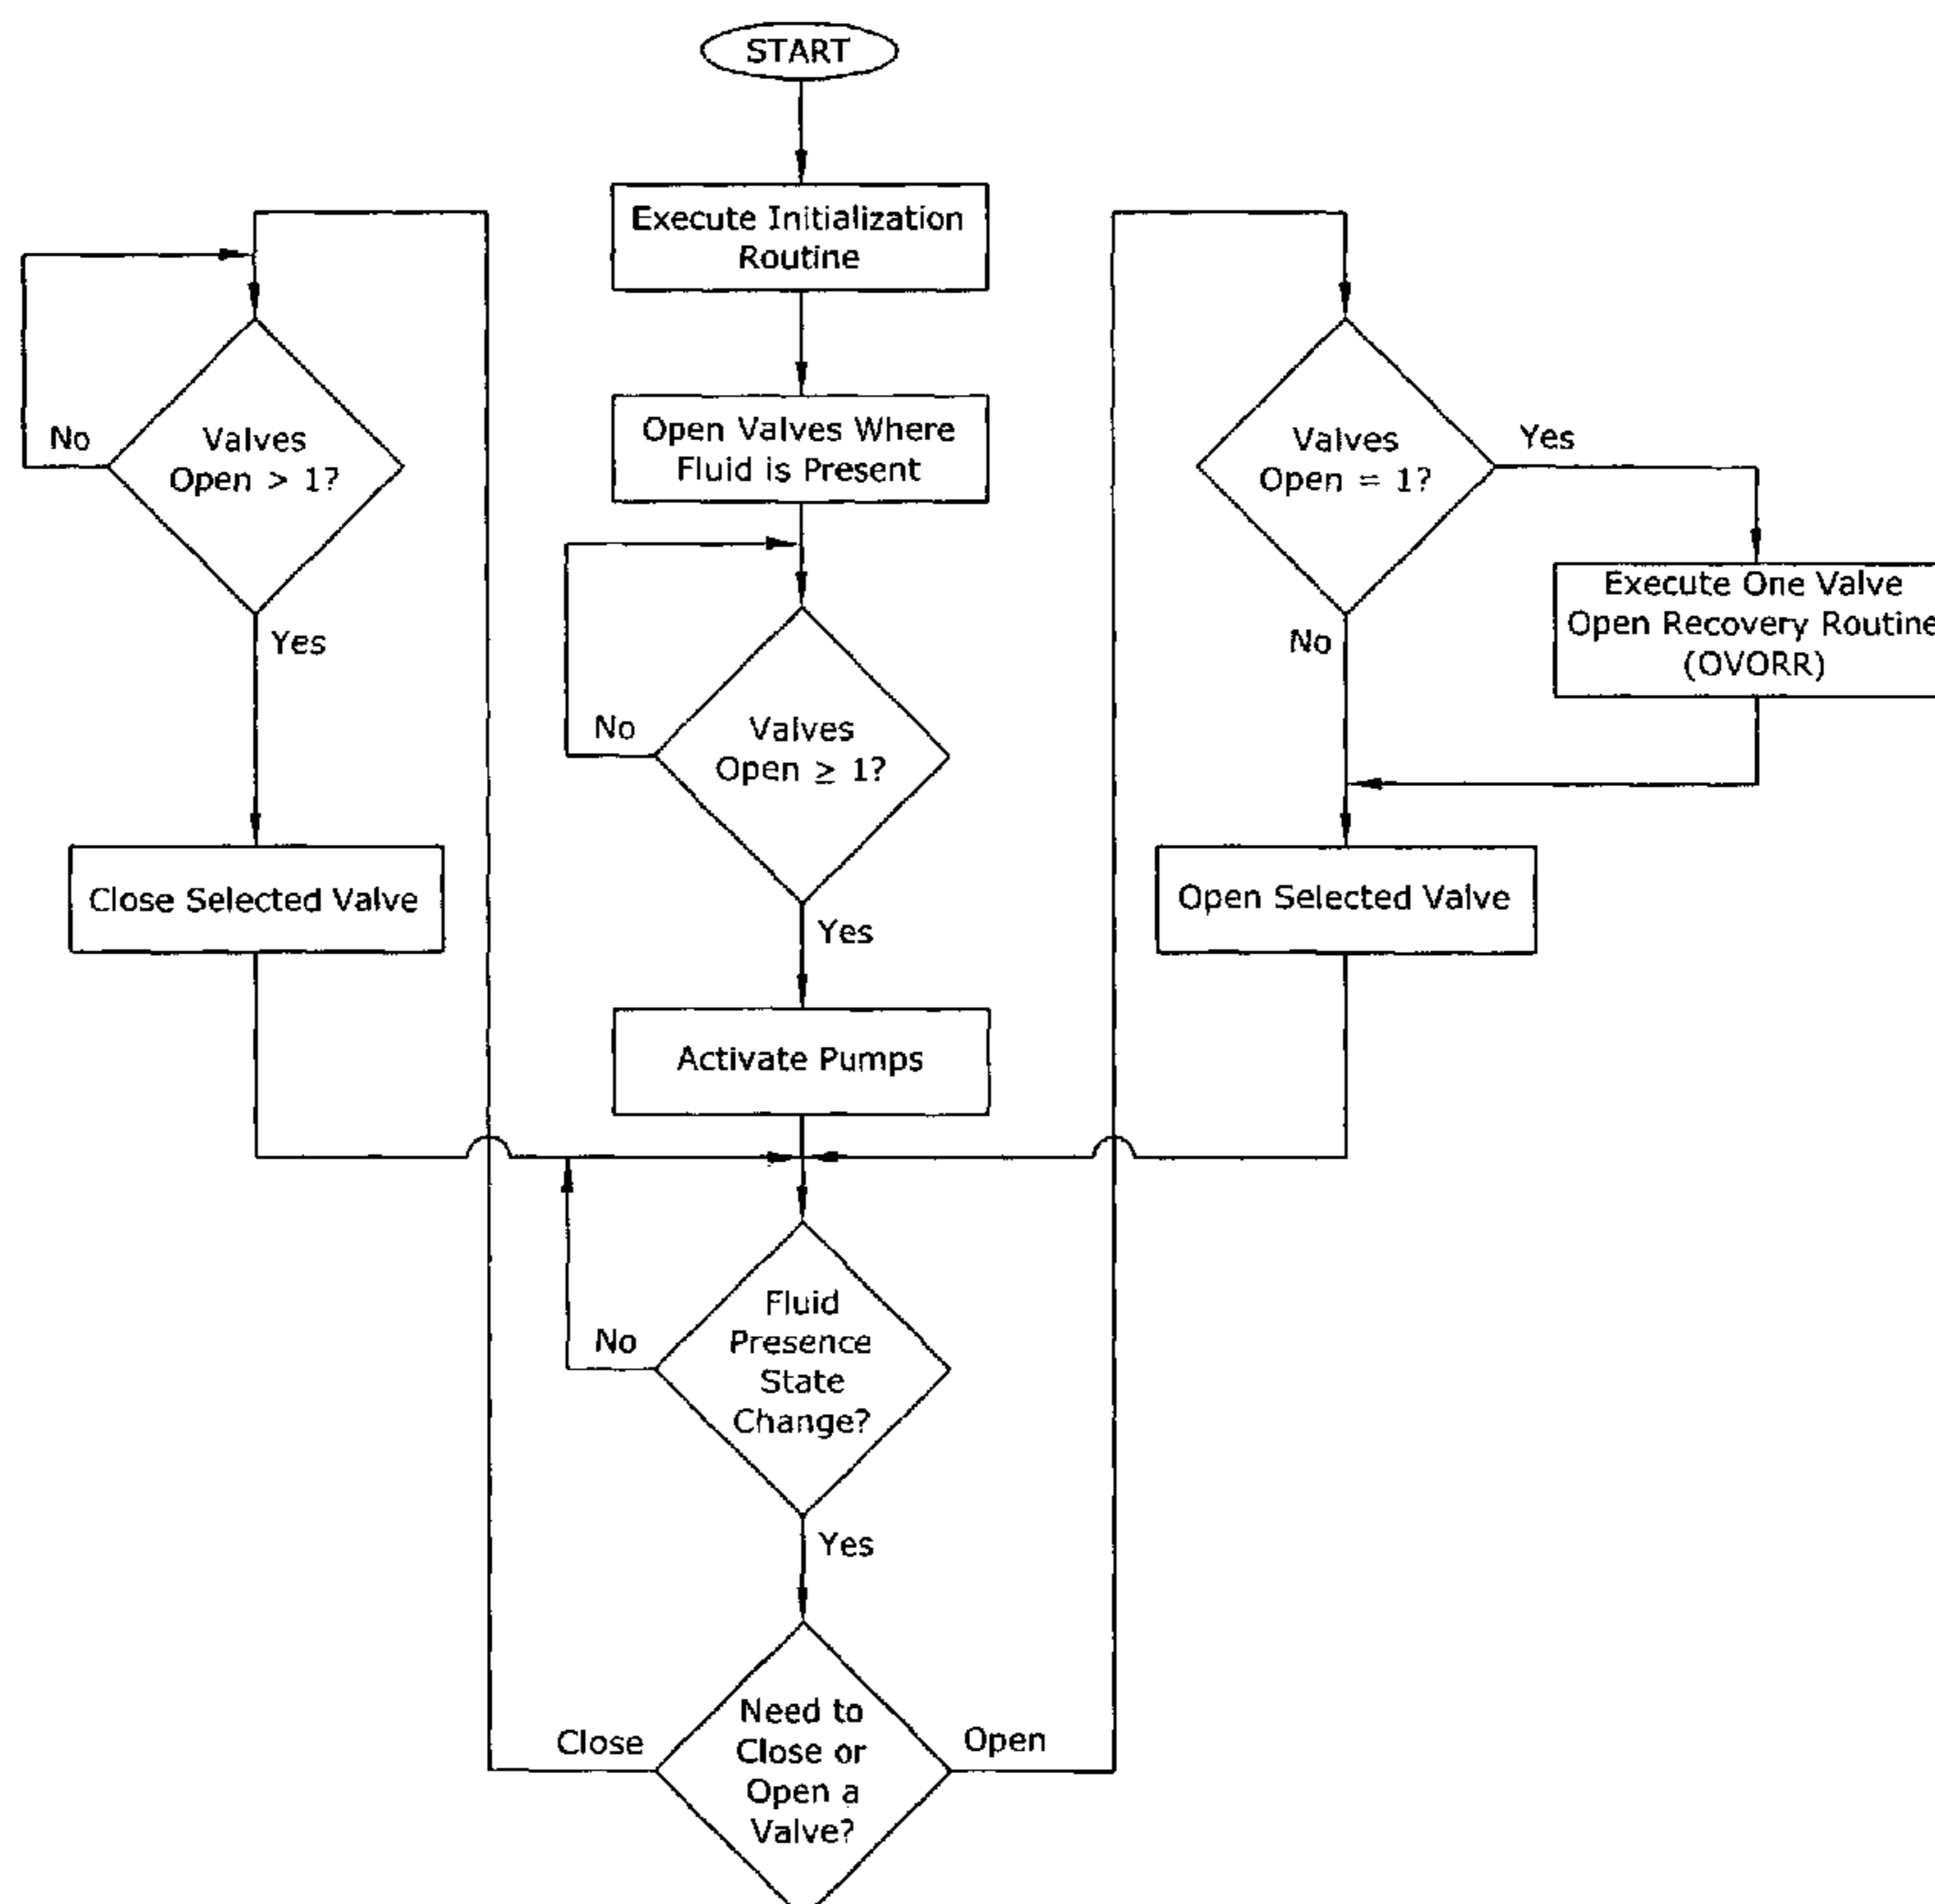 START
Execute Initialization
Routine
Open Valves Where
Fluid is Present
No
Valves
Open > 1?
Yes
Close Selected Valve
No
Valves
Open ≥ 1?
Yes
Activate Pumps
Valves
Open = 1?
Yes
No
Execute One Valve
Open Recovery Routine
(OVORR)
Open Selected Valve
Fluid
Presence
State
Change?
No
Yes
Need to
Close or
Open a
Valve?
Close
Open